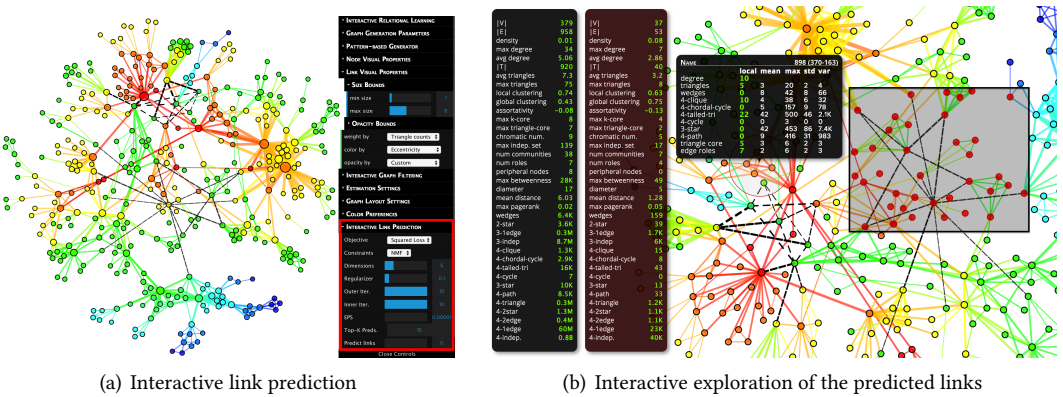 INTERACTIVE RELATIONAL LEARNING
GRAPH GENERATION PARAMETERS
PATTERN-BASED GENERATOR
NODE VISUAL PROPERTIES
LINK VISUAL PROPERTIES
SIZE BOUNDS
min size
max size
OPACITY BOUNDS
weight by Triangle counts
color by Eccentricity
opacity by Custom
INTERACTIVE GRAPH FILTERING
ESTIMATION SETTINGS
GRAPH LAYOUT SETTINGS
COLOR PREFERENCES
INTERACTIVE LINK PREDICTION
Objective Squared Loss
Constraints NMF
Dimensions
Regularizer 0.1
Outer Iter. 10
Inner Iter. 10
EPS
Top-K Preds. 15
Predict links 0
Close Controls
(a) Interactive link prediction
|V| 379
|E| 958
density 0.01
max degree 34
avg degree 5.06
|T| 920
avg triangles 7.3
max triangles 75
local clustering 0.74
global clustering 0.43
assortativity -0.08
max k-core 8
max triangle-core 7
chromatic num. 9
max indep. set 139
num communities 38
num roles 7
peripheral nodes 8
max betweenness 28K
diameter 17
mean distance 6.03
max pagerank 0.02
wedges 6.4K
2-star 3.6K
3-1edge 0.3M
3-indep 8.7M
4-clique 1.3K
4-chordal-cycle 2.9K
4-tailed-tri 16K
4-cycle 7
3-star 10K
4-path 8.5K
4-triangle 0.3M
4-2star 1.3M
4-2edge 0.4M
4-1edge 60M
4-indep. 0.8B
|V| 37
|E| 53
density 0.08
max degree 7
avg degree 2.86
|T| 40
avg triangles 3.2
max triangles 8
local clustering 0.63
global clustering 0.75
assortativity -0.13
max k-core 4
max triangle-core 2
chromatic num. 5
max indep. set 17
num communities 7
num roles 4
peripheral nodes 0
max betweenness 49
diameter 5
mean distance 1.28
max pagerank 0.05
wedges 159
2-star 39
3-1edge 1.7K
3-indep 6K
4-clique 15
4-chordal-cycle 8
4-tailed-tri 43
4-cycle 0
3-star 13
4-path 33
4-triangle 1.2K
4-2star 1.1K
4-2edge 1.1K
4-1edge 23K
4-indep. 40K
NAME 898 (370-163)
local mean max std var
degree 10
triangles 5 3 20 2 4
wedges 0 8 42 8 66
4-clique 10 4 38 6 32
4-chordal-cycle 0 5 157 9 78
4-tailed-tri 22 42 500 46 2.1K
4-cycle 0 0 3 0 0
3-star 0 42 453 86 7.4K
4-path 0 9 416 31 983
triangle core 5 3 6 2 3
edge roles 7 2 6 2 3
(b) Interactive exploration of the predicted links